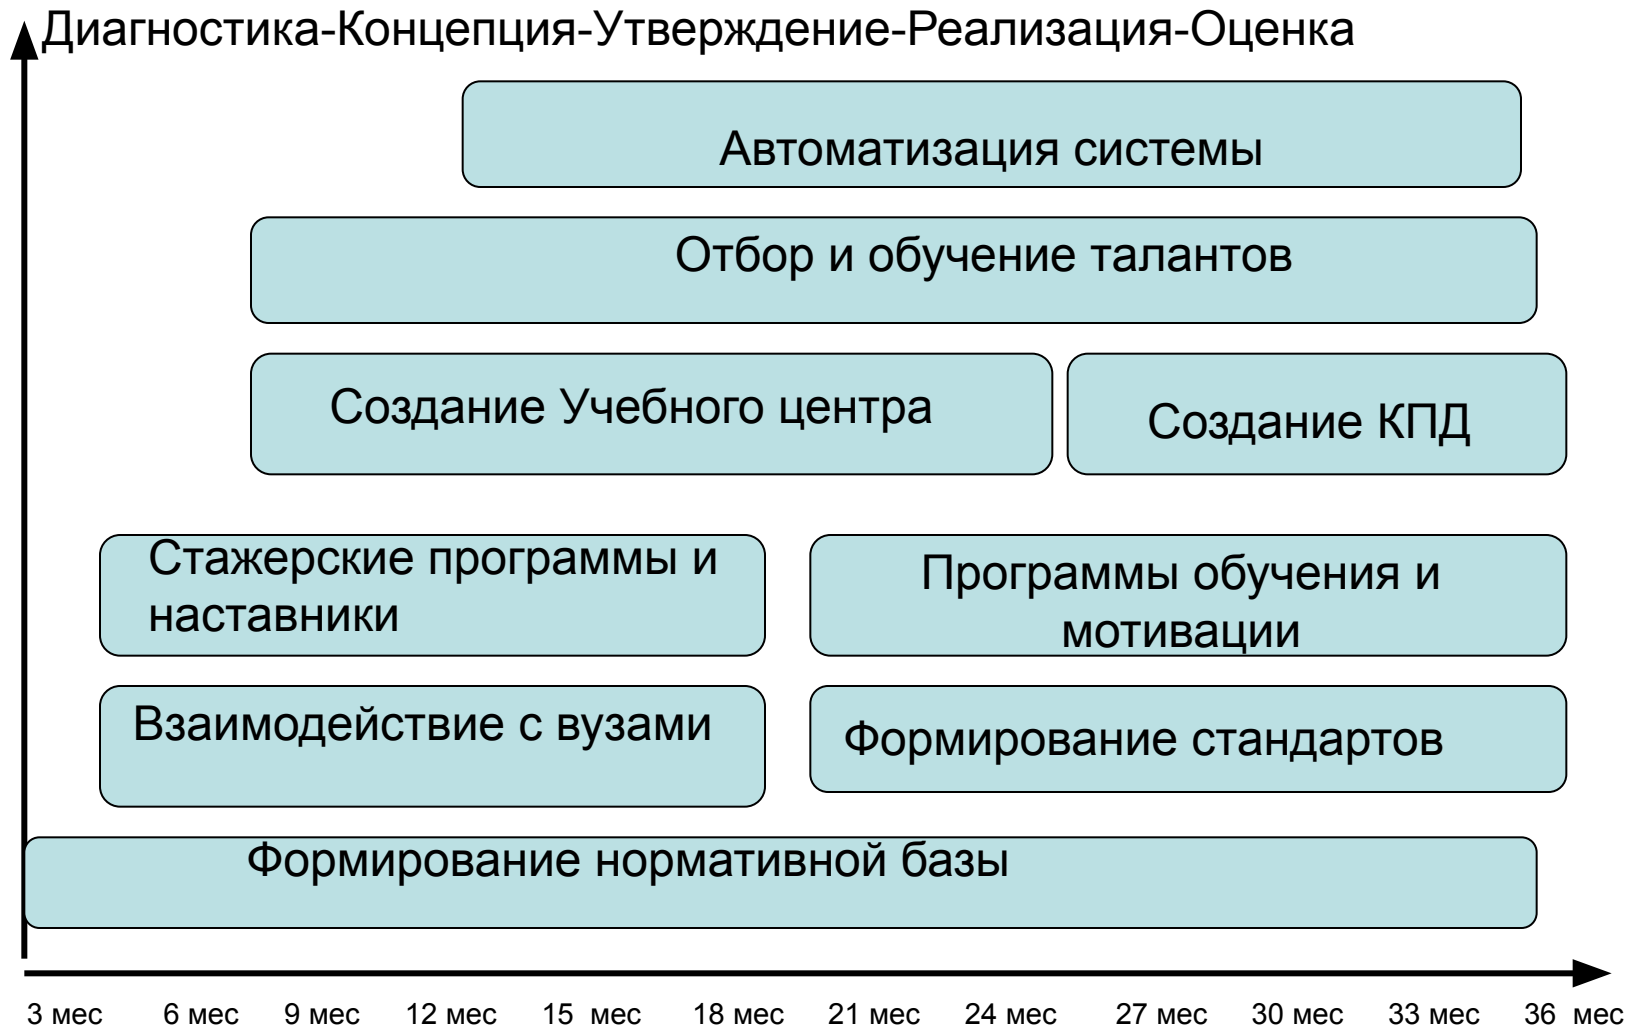 Диагностика-Концепция-Утверждение-Реализация-Оценка
Автоматизация системы
Отбор и обучение талантов
Создание Учебного центра
Создание КПД
Стажерские программы и
наставники
Программы обучения и
мотивации
Взаимодействие с вузами
Формирование стандартов
Формирование нормативной базы
3 мес 6 мес 9 мес 12 мес 15 мес 18 мес 21 мес 24 мес 27 мес 30 мес 33 мес 36 мес